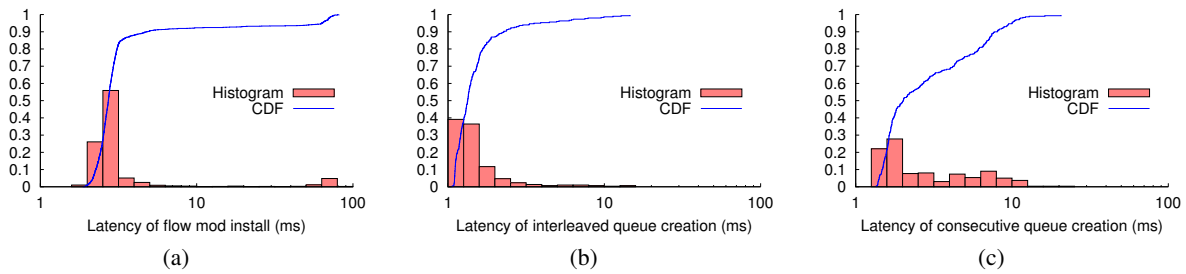 1
0.9
0.8
0.7
0.6
0.5
0.4
0.3
0.2
0.1
0
Histogram
CDF
1 10 100
Latency of flow mod install (ms)
(a)
1
0.9
0.8
0.7
0.6
0.5
0.4
0.3
0.2
0.1
0
Histogram
CDF
1 10 100
Latency of interleaved queue creation (ms)
(b)
1
0.9
0.8
0.7
0.6
0.5
0.4
0.3
0.2
0.1
0
Histogram
CDF
1 10 100
Latency of consecutive queue creation (ms)
(c)